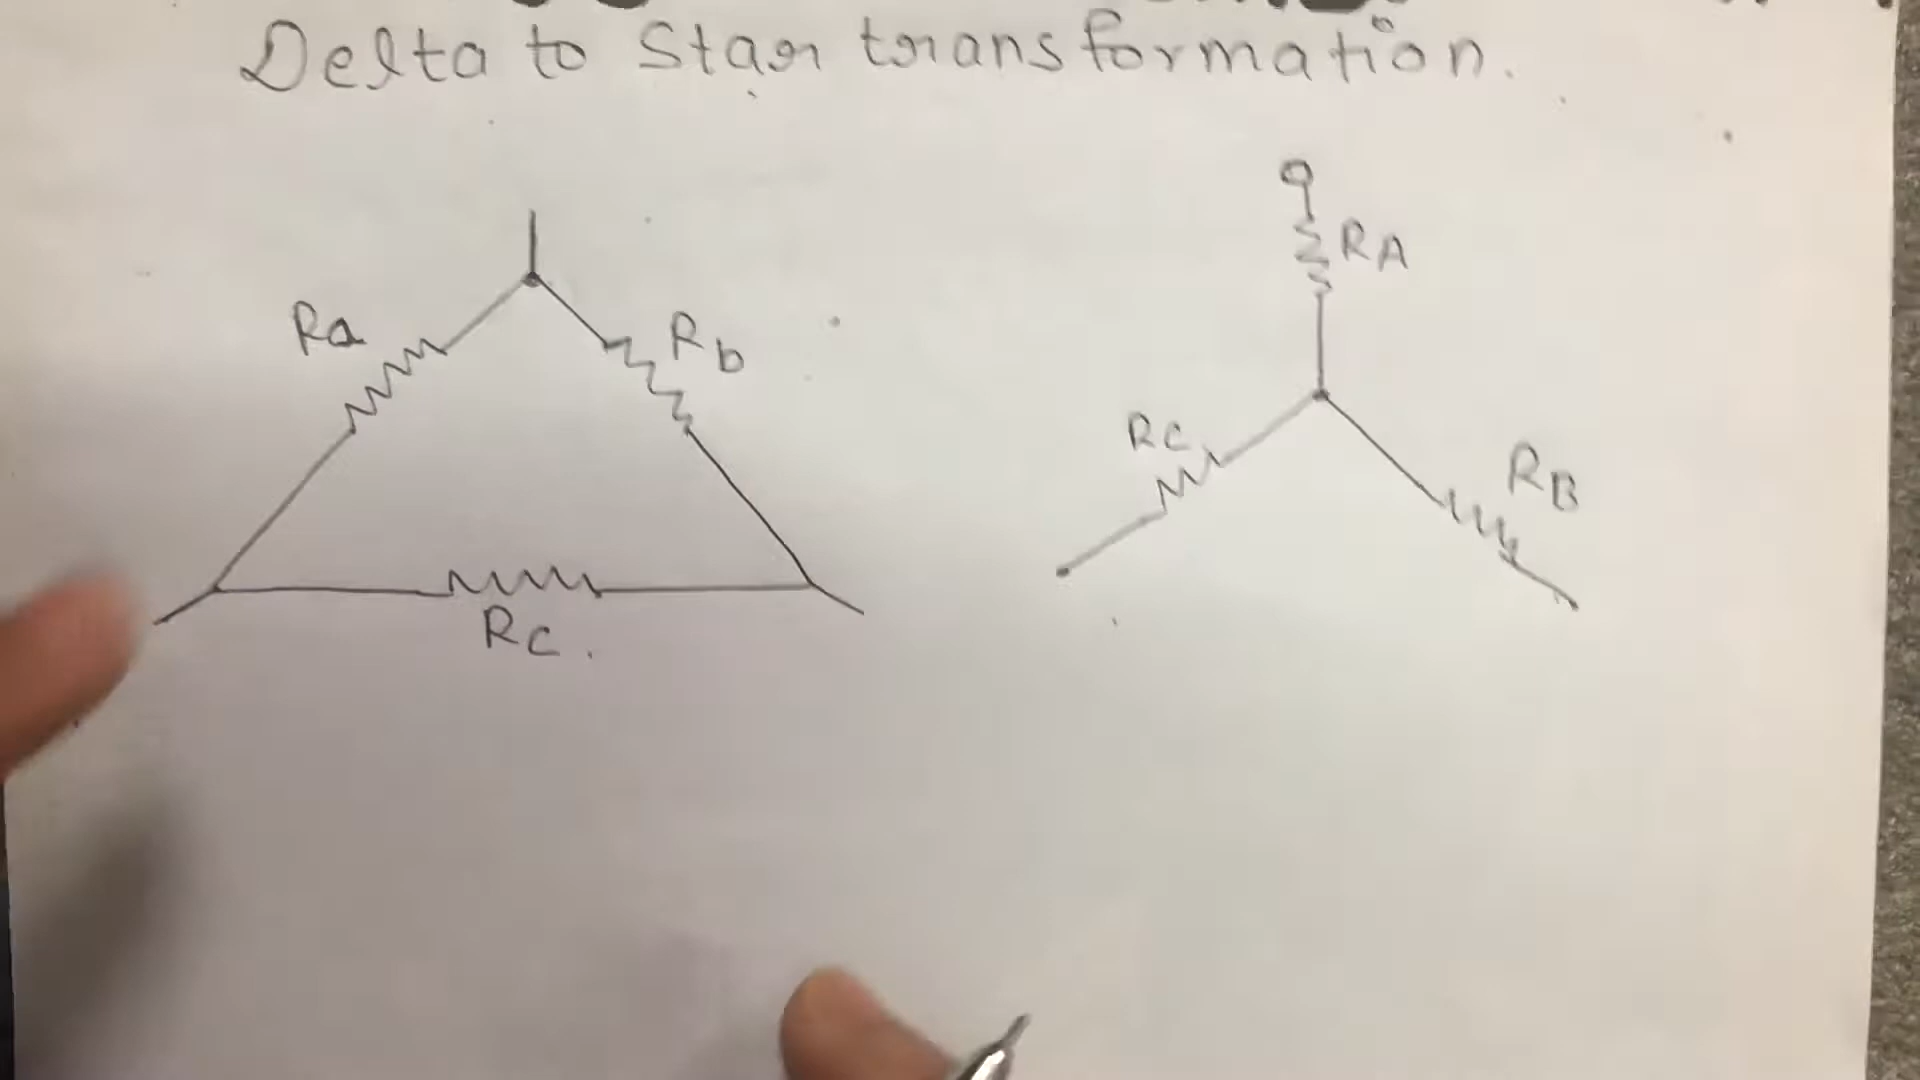 Delta to Star transformation.
Ra
Rb
Rc.
RA
Rc
RB